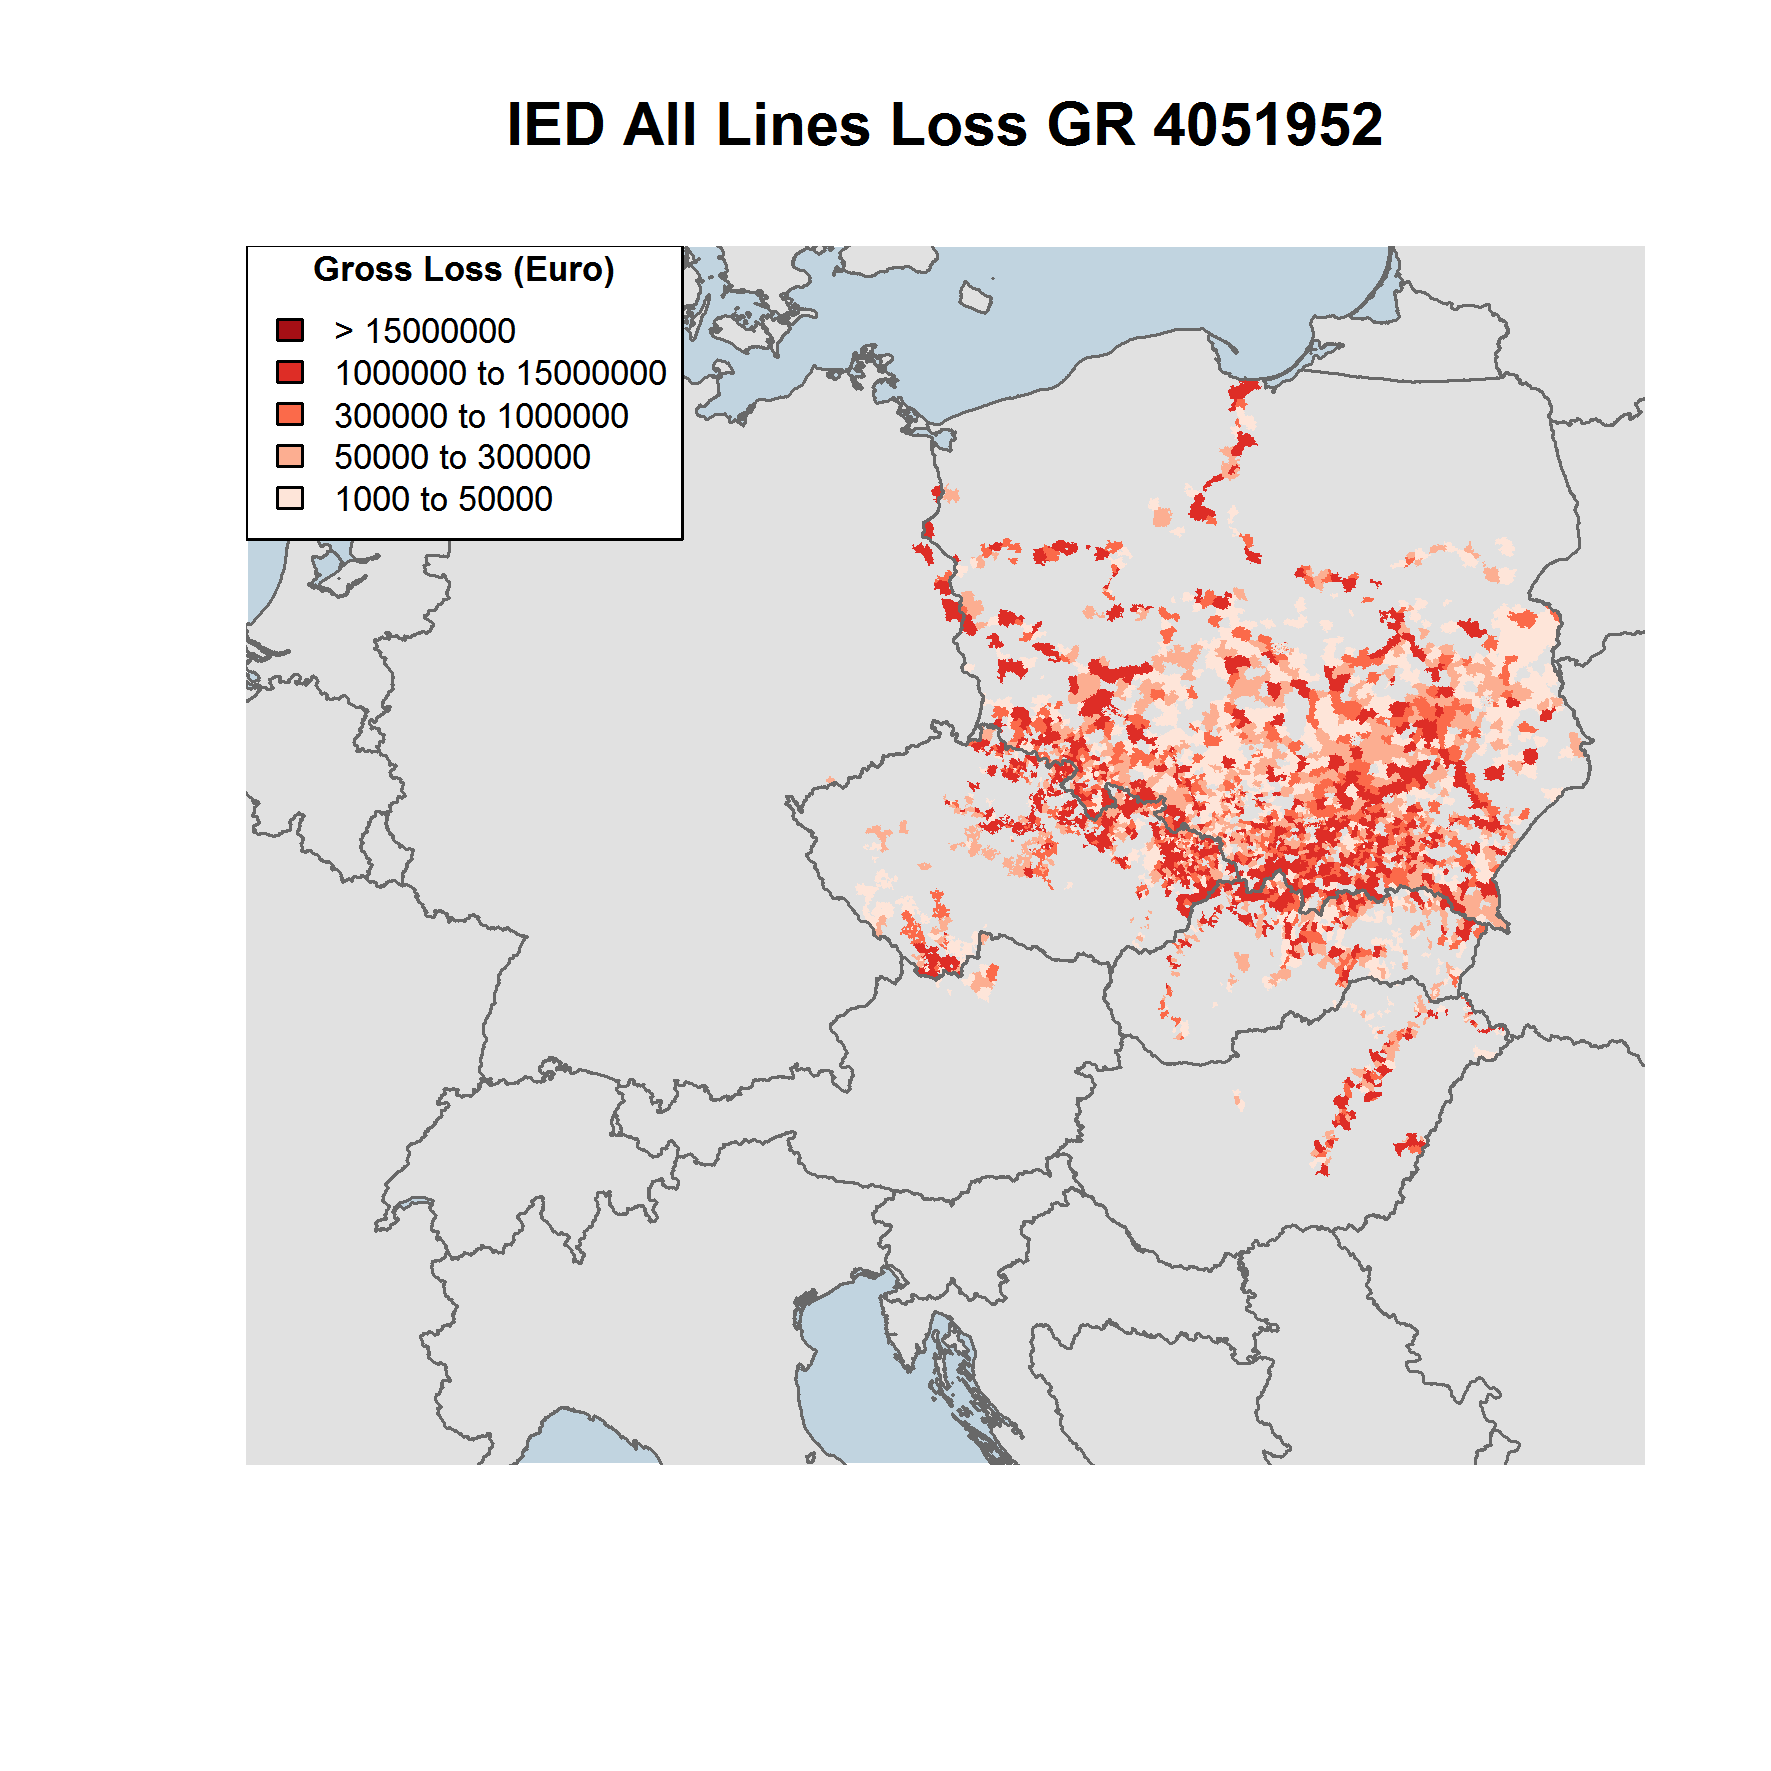 IED All Lines Loss GR 4051952
Gross Loss (Euro)
> 15000000
1000000 to 15000000
300000 to 1000000
50000 to 300000
1000 to 50000